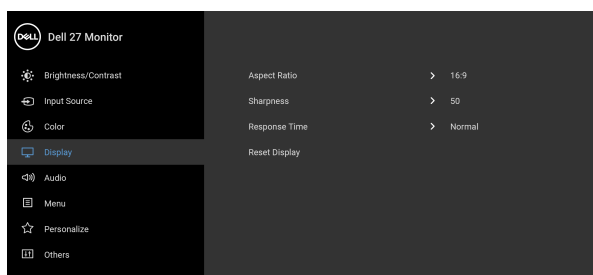 DELL Dell 27 Monitor
Brightness/Contrast
Input Source
Color
Display
Audio
Menu
Personalize
Others
Aspect Ratio 16:9
Sharpness 50
Response Time Normal
Reset Display